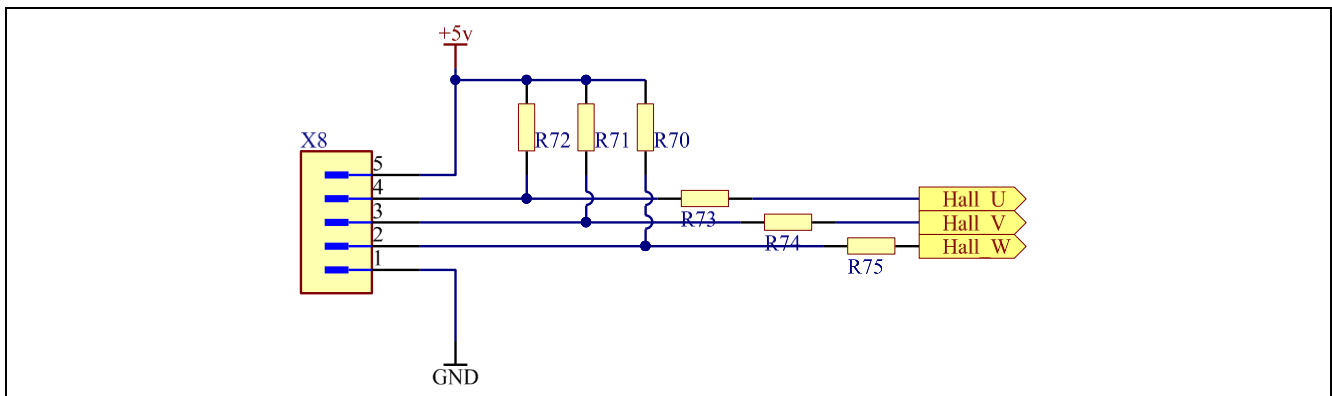 +5v
R72
R71
R70
X8
5
4
3
2
1
R73
R74
R75
Hall_U
Hall_V
Hall_W
GND